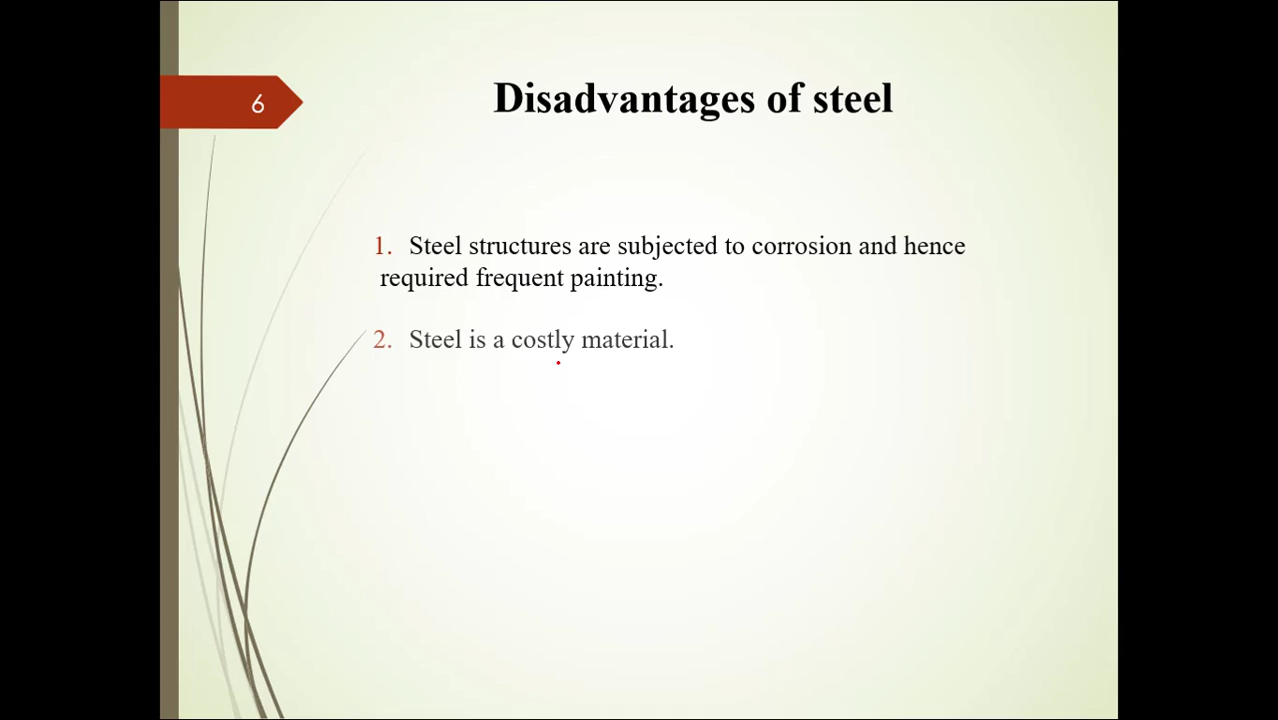 6
Disadvantages of steel
1. Steel structures are subjected to corrosion and hence
required frequent painting.
2. Steel is a costly material.